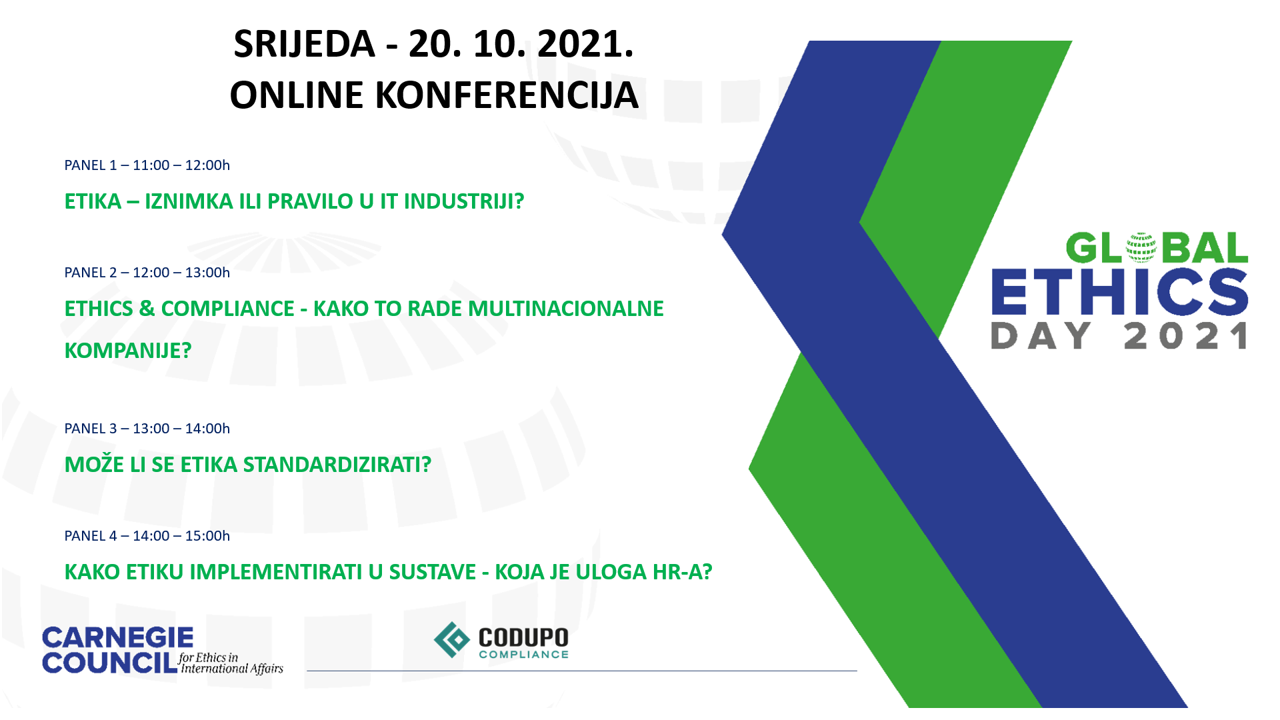 SRIJEDA - 20. 10. 2021.
ONLINE KONFERENCIJA
PANEL 1 – 11:00 – 12:00h
ETIKA – IZNIMKA ILI PRAVILO U IT INDUSTRIJI?
PANEL 2 – 12:00 – 13:00h
ETHICS & COMPLIANCE - KAKO TO RADE MULTINACIONALNE
KOMPANIJE?
PANEL 3 – 13:00 – 14:00h
MOŽE LI SE ETIKA STANDARDIZIRATI?
PANEL 4 – 14:00 – 15:00h
KAKO ETIKU IMPLEMENTIRATI U SUSTAVE - KOJA JE ULOGA HR-A?
GLOBAL
ETHICS
DAY 2021
CARNEGIE
COUNCIL for Ethics in
International Affairs
CODUPO
COMPLIANCE